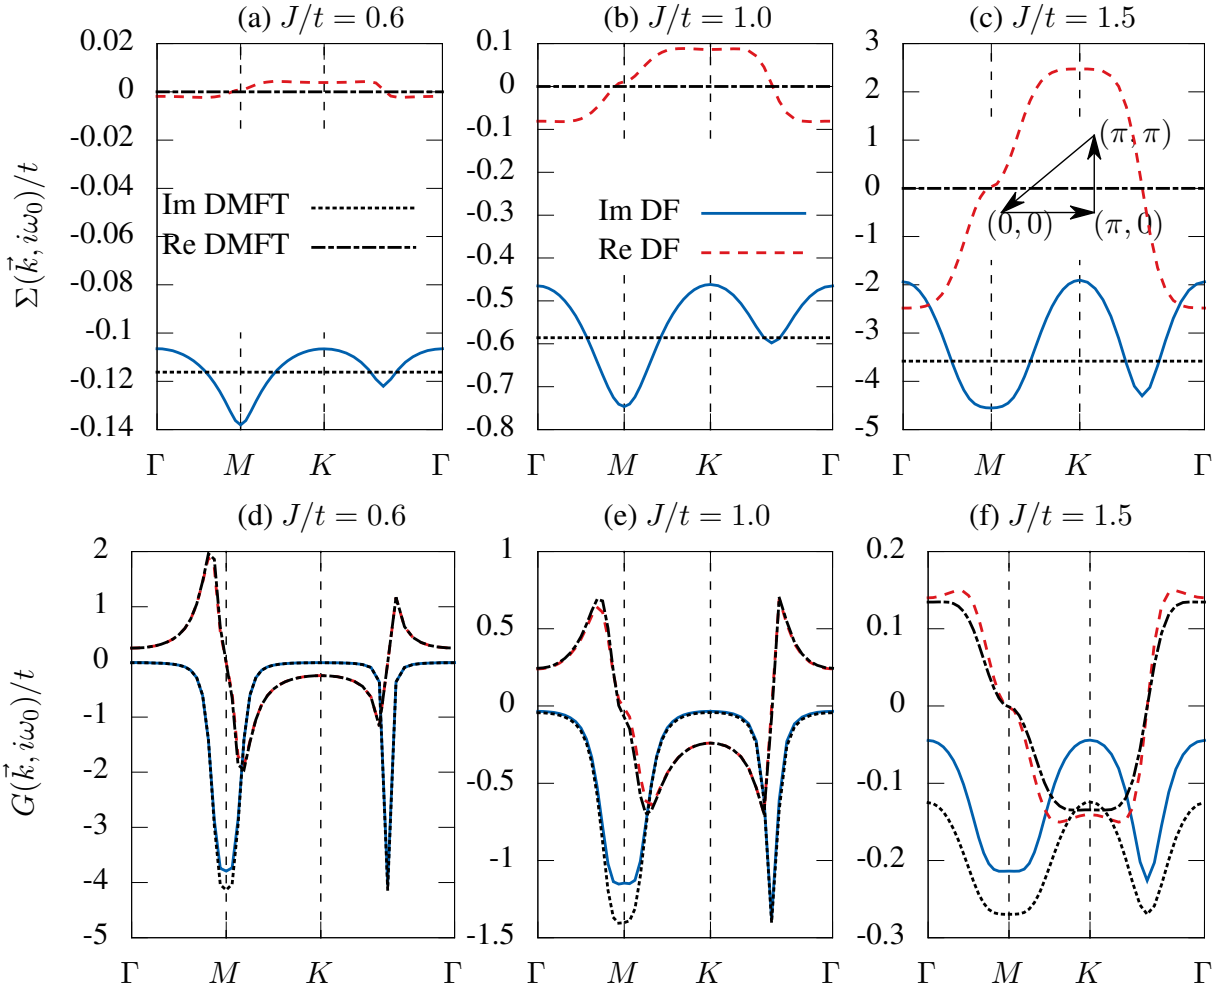 (a) J/t = 0.6
(b) J/t = 1.0
(c) J/t = 1.5
Σ(k⃗, iω₀)/t
0.02
0
-0.02
-0.04
-0.06
-0.08
-0.1
-0.12
-0.14
Im DMFT
Re DMFT
Γ M K Γ
0.1
0
-0.1
-0.2
-0.3
-0.4
-0.5
-0.6
-0.7
-0.8
Im DF
Re DF
Γ M K Γ
3
2
1
0
-1
-2
-3
-4
-5
(π, π)
(0, 0)
(π, 0)
Γ M K Γ
(d) J/t = 0.6
(e) J/t = 1.0
(f) J/t = 1.5
G(k⃗, iω₀)/t
2
1
0
-1
-2
-3
-4
-5
Γ M K Γ
1
0.5
0
-0.5
-1
-1.5
Γ M K Γ
0.2
0.1
0
-0.1
-0.2
-0.3
Γ M K Γ